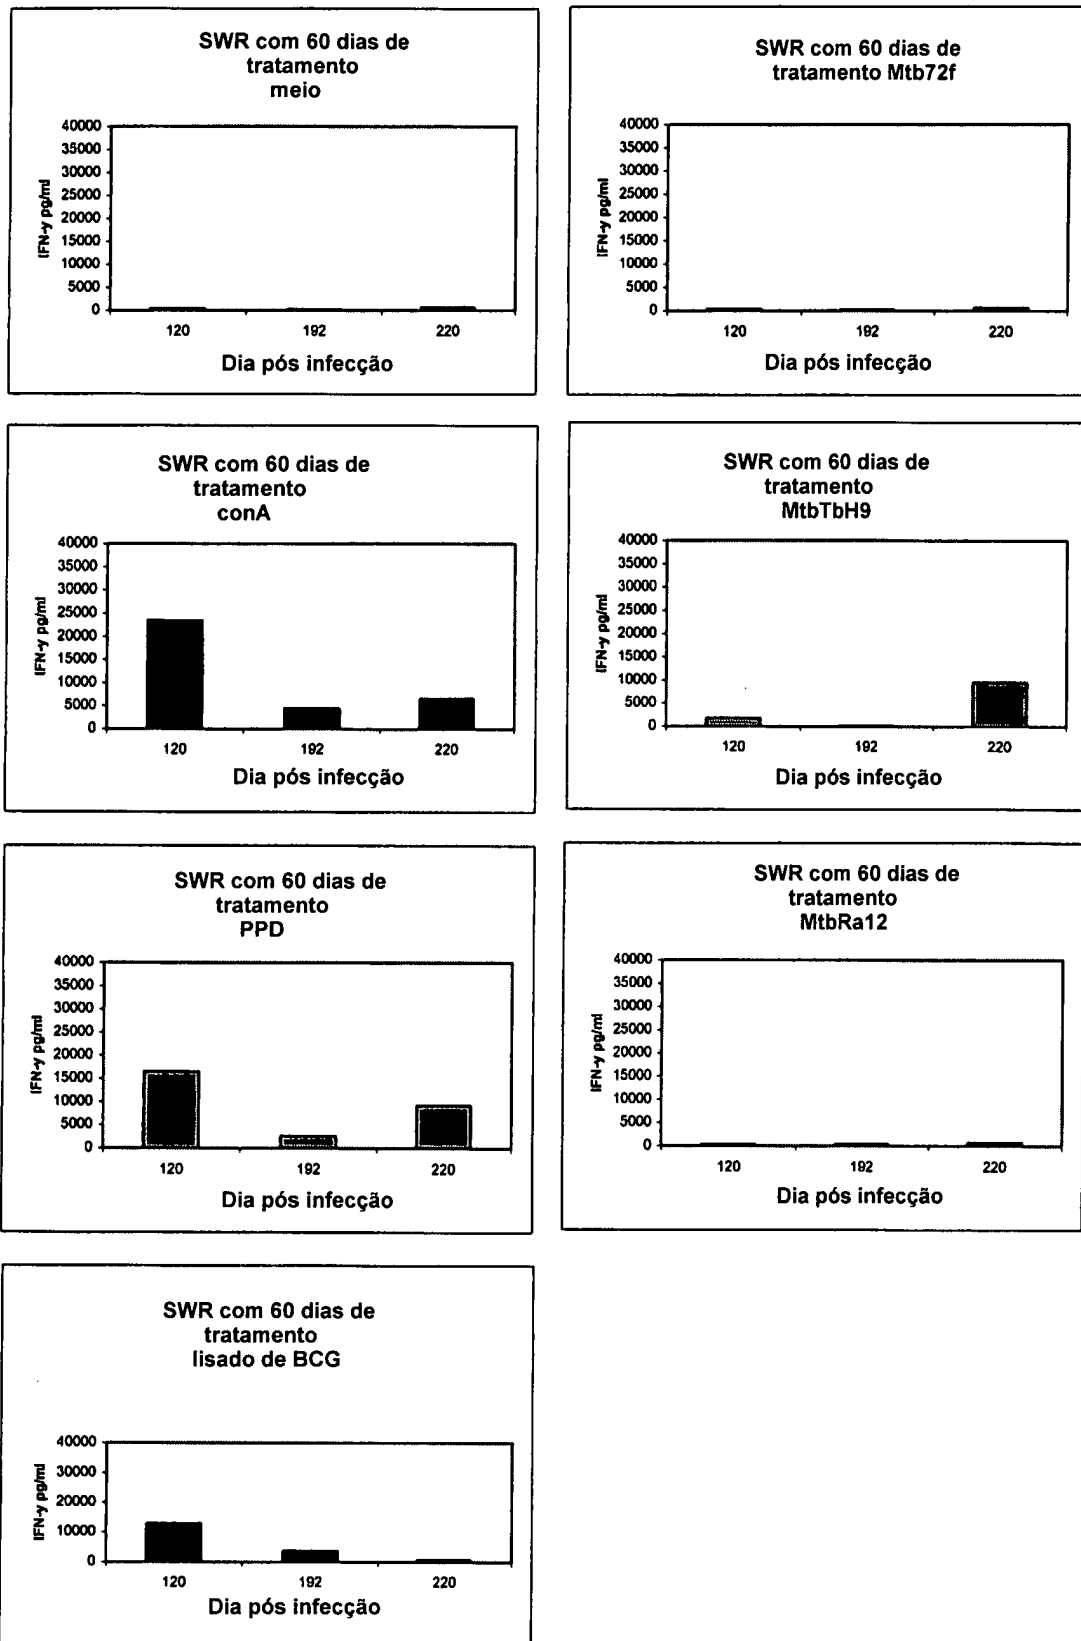 SWR com 60 dias de
tratamento
meio
40000
35000
30000
25000
20000
15000
10000
5000
0
IFN-y pg/ml
120 192 220
Dia pós infecção
SWR com 60 dias de
tratamento Mtb72f
40000
35000
30000
25000
20000
15000
10000
5000
0
IFN-y pg/ml
120 192 220
Dia pós infecção
SWR com 60 dias de
tratamento
conA
40000
35000
30000
25000
20000
15000
10000
5000
0
IFN-y pg/ml
120 192 220
Dia pós infecção
SWR com 60 dias de
tratamento
MtbTbH9
40000
35000
30000
25000
20000
15000
10000
5000
0
IFN-y pg/ml
120 192 220
Dia pós infecção
SWR com 60 dias de
tratamento
PPD
40000
35000
30000
25000
20000
15000
10000
5000
0
IFN-y pg/ml
120 192 220
Dia pós infecção
SWR com 60 dias de
tratamento
MtbRa12
40000
35000
30000
25000
20000
15000
10000
5000
0
IFN-y pg/ml
120 192 220
Dia pós infecção
SWR com 60 dias de
tratamento
lisado de BCG
40000
30000
20000
10000
0
IFN-y pg/ml
120 192 220
Dia pós infecção